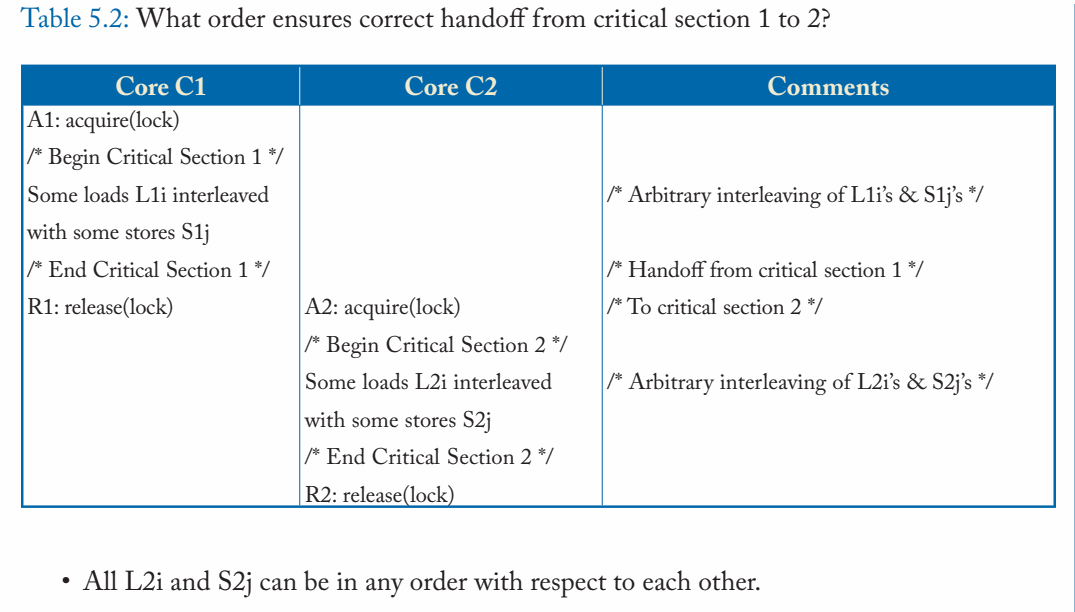 Table 5.2: What order ensures correct handoff from critical section 1 to 2?
Core C1 Core C2 Comments
A1: acquire(lock)
/* Begin Critical Section 1 */
Some loads L1i interleaved /* Arbitrary interleaving of L1i’s & S1j’s */
with some stores S1j
/* End Critical Section 1 */ /* Handoff from critical section 1 */
R1: release(lock) A2: acquire(lock) /* To critical section 2 */
/* Begin Critical Section 2 */
Some loads L2i interleaved /* Arbitrary interleaving of L2i’s & S2j’s */
with some stores S2j
/* End Critical Section 2 */
R2: release(lock)
• All L2i and S2j can be in any order with respect to each other.